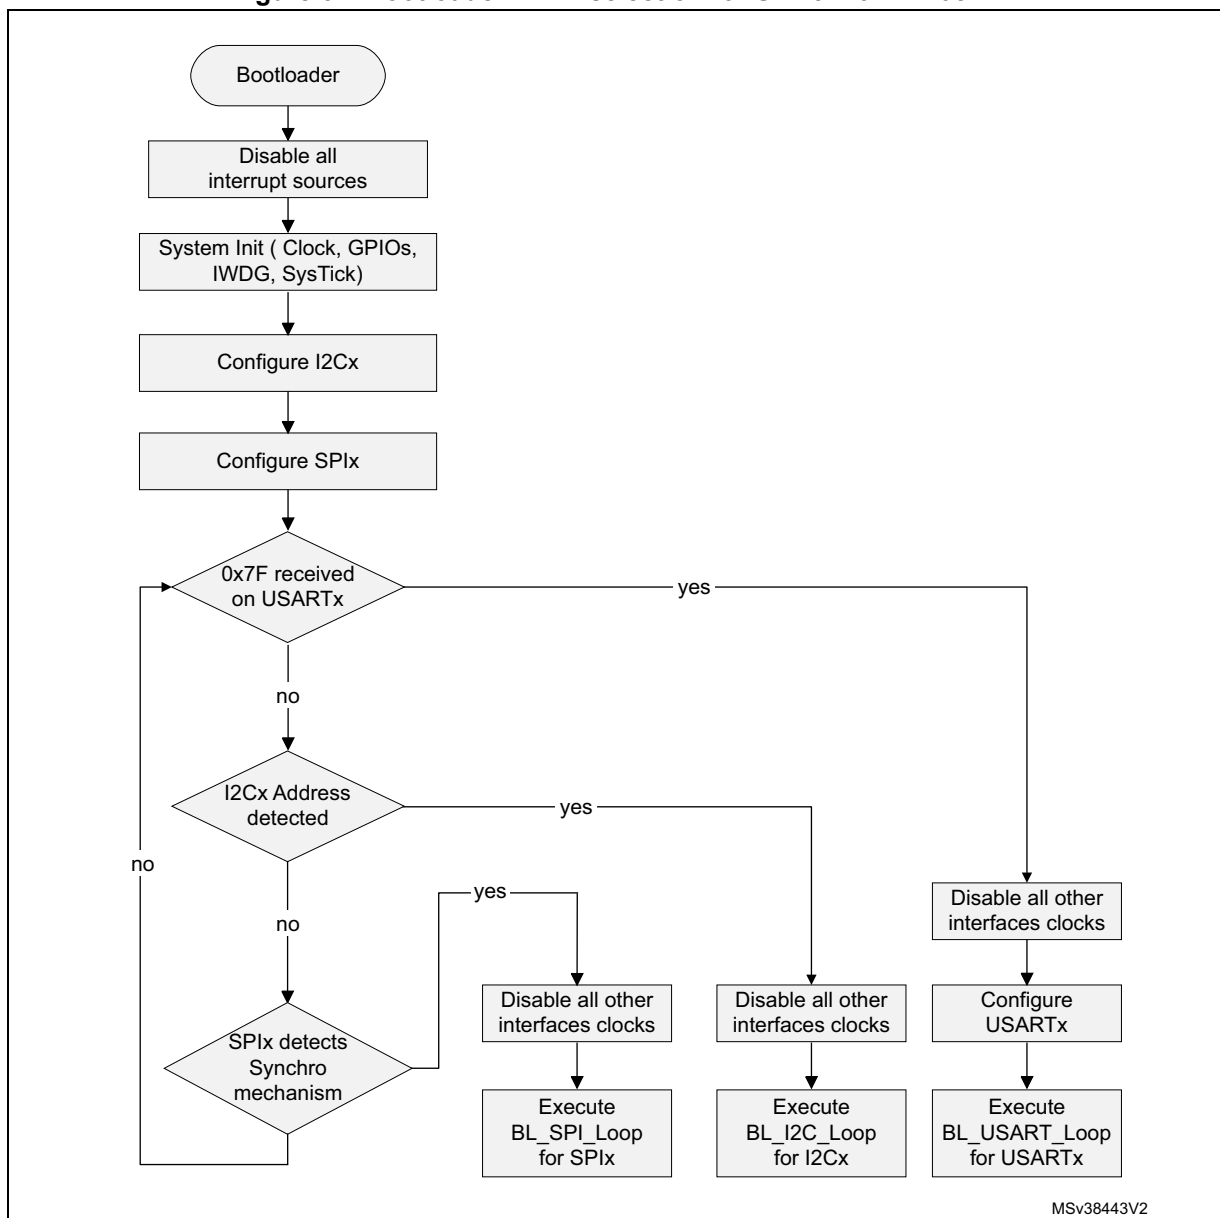 Bootloader
Disable all
interrupt sources
System Init ( Clock, GPIOs,
IWDG, SysTick)
Configure I2Cx
Configure SPIx
0x7F received
on USARTx
yes
no
I2Cx Address
detected
yes
no
yes
no
Disable all other
interfaces clocks
Disable all other
interfaces clocks
Disable all other
interfaces clocks
Configure
USARTx
SPIx detects
Synchro
mechanism
Execute
BL_SPI_Loop
for SPIx
Execute
BL_I2C_Loop
for I2Cx
Execute
BL_USART_Loop
for USARTx
MSv38443V2